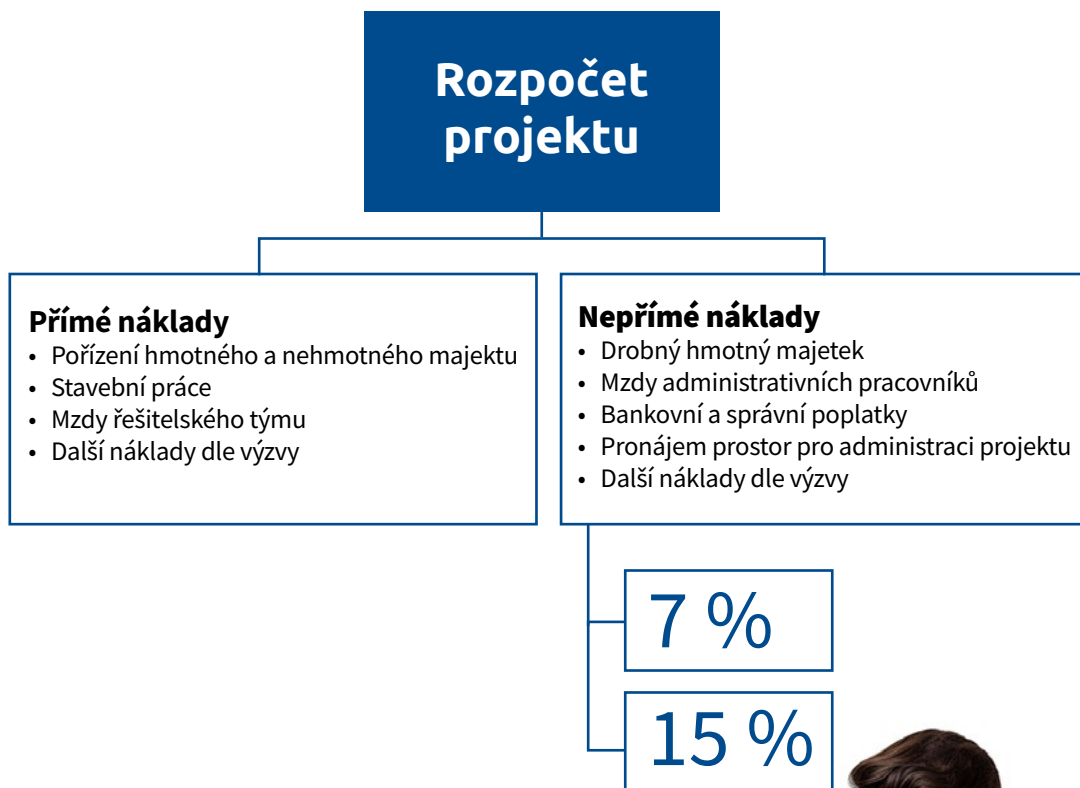 Rozpočet
projektu
Přímé náklady
• Pořízení hmotného a nehmotného majektu
• Stavební práce
• Mzdy řešitelského týmu
• Další náklady dle výzvy
Nepřímé náklady
• Drobný hmotný majetek
• Mzdy administrativních pracovníků
• Bankovní a správní poplatky
• Pronájem prostor pro administraci projektu
• Další náklady dle výzvy
7 %
15 %